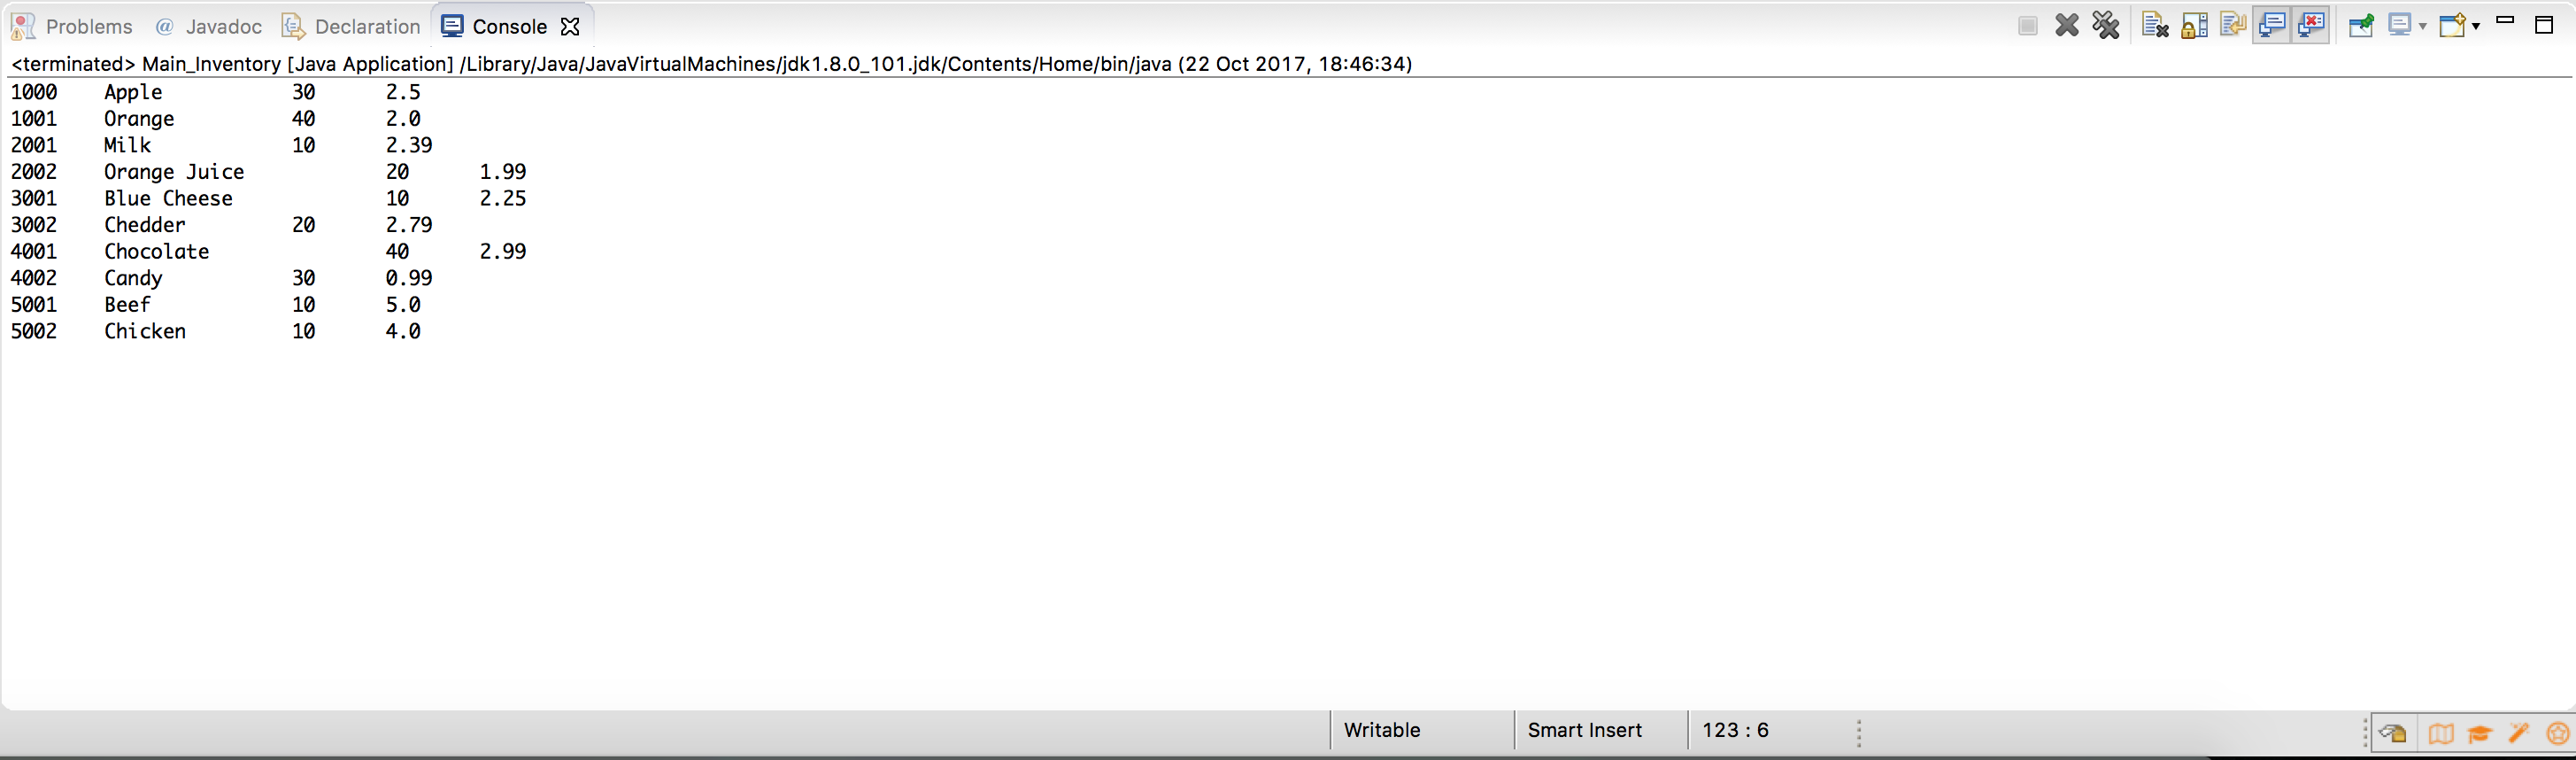 Problems @ Javadoc Declaration Console
<terminated> Main_Inventory [Java Application] /Library/Java/JavaVirtualMachines/jdk1.8.0_101.jdk/Contents/Home/bin/java (22 Oct 2017, 18:46:34)
1000 Apple 30 2.5
1001 Orange 40 2.0
2001 Milk 10 2.39
2002 Orange Juice 20 1.99
3001 Blue Cheese 10 2.25
3002 Chedder 20 2.79
4001 Chocolate 40 2.99
4002 Candy 30 0.99
5001 Beef 10 5.0
5002 Chicken 10 4.0
Writable Smart Insert 123 : 6